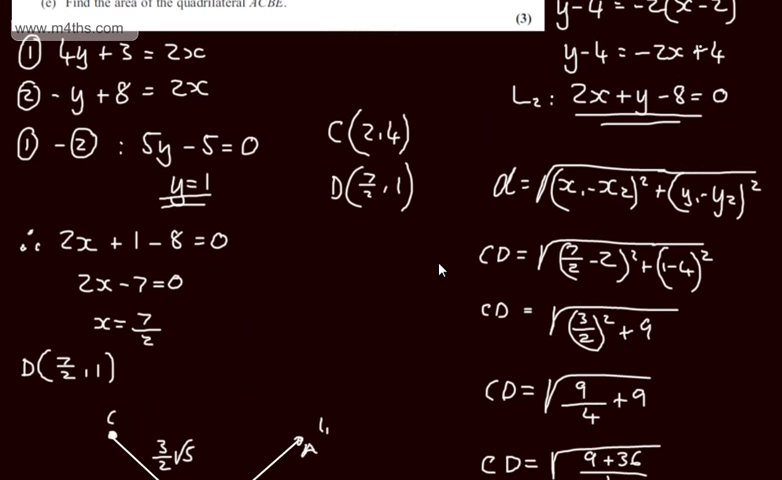 (e) Find the area of the quadrilateral ACBE.
(3)
www.m4ths.com
① 4y + 3 = 2x
② - y + 8 = 2x
① - ② : 5y - 5 = 0
y = 1
∴ 2x + 1 - 8 = 0
2x - 7 = 0
x = 7/2
D(7/2, 1)
C
3/2 √5
l₁
A
C(2,4)
D(7/2, 1)
y - 4 = -2(x - 2)
y - 4 = -2x + 4
L₂ : 2x + y - 8 = 0
d = √(x₁ - x₂)² + (y₁ - y₂)²
CD = √(7/2 - 2)² + (1 - 4)²
CD = √(3/2)² + 9
CD = √9/4 + 9
CD = √9 + 36